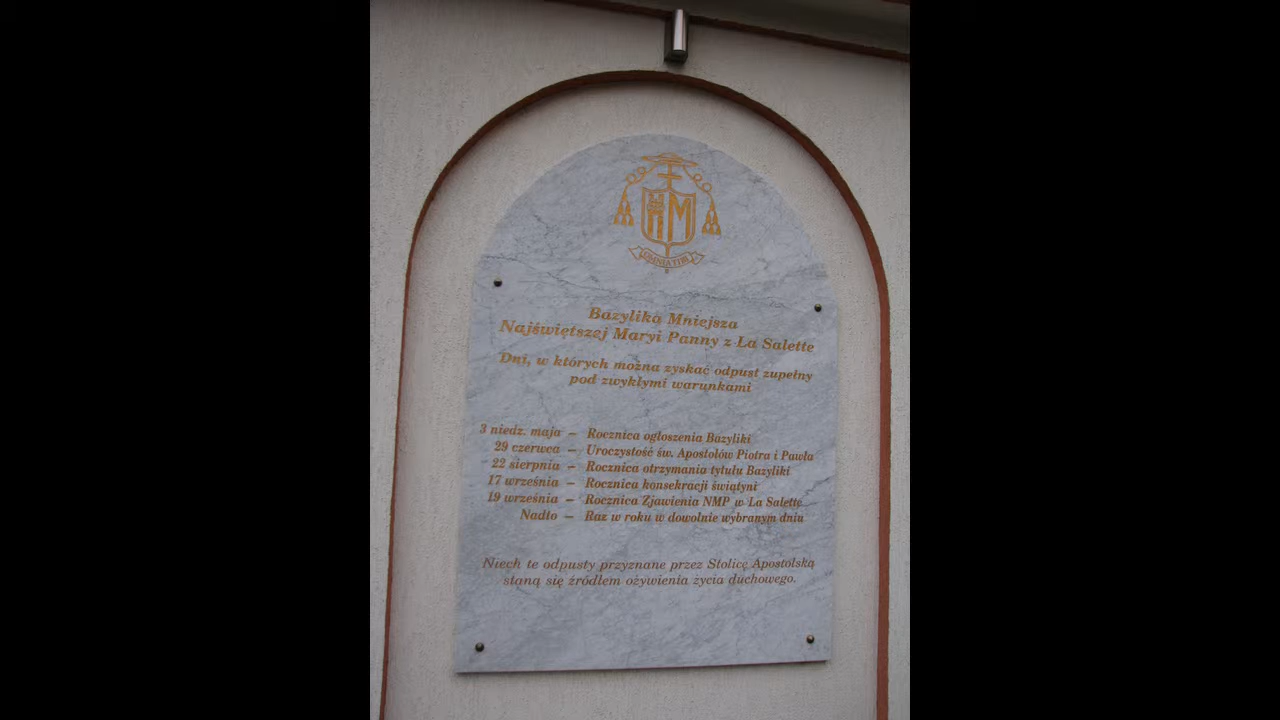 Bazylika Mniejsza
Najświętszej Maryi Panny z La Salette
Dni, w których można zyskać odpust zupełny
pod zwykłymi warunkami
3 niedz. maja – Rocznica ogłoszenia Bazyliki
29 czerwca – Uroczystość św. Apostołów Piotra i Pawła
22 sierpnia – Rocznica otrzymania tytułu Bazyliki
17 września – Rocznica konsekracji świątyni
19 września – Rocznica Zjawienia NMP w La Salette
Nadto – Raz w roku w dowolnie wybranym dniu
Niech te odpusty przyznane przez Stolicę Apostolską
staną się źródłem ożywienia życia duchowego.